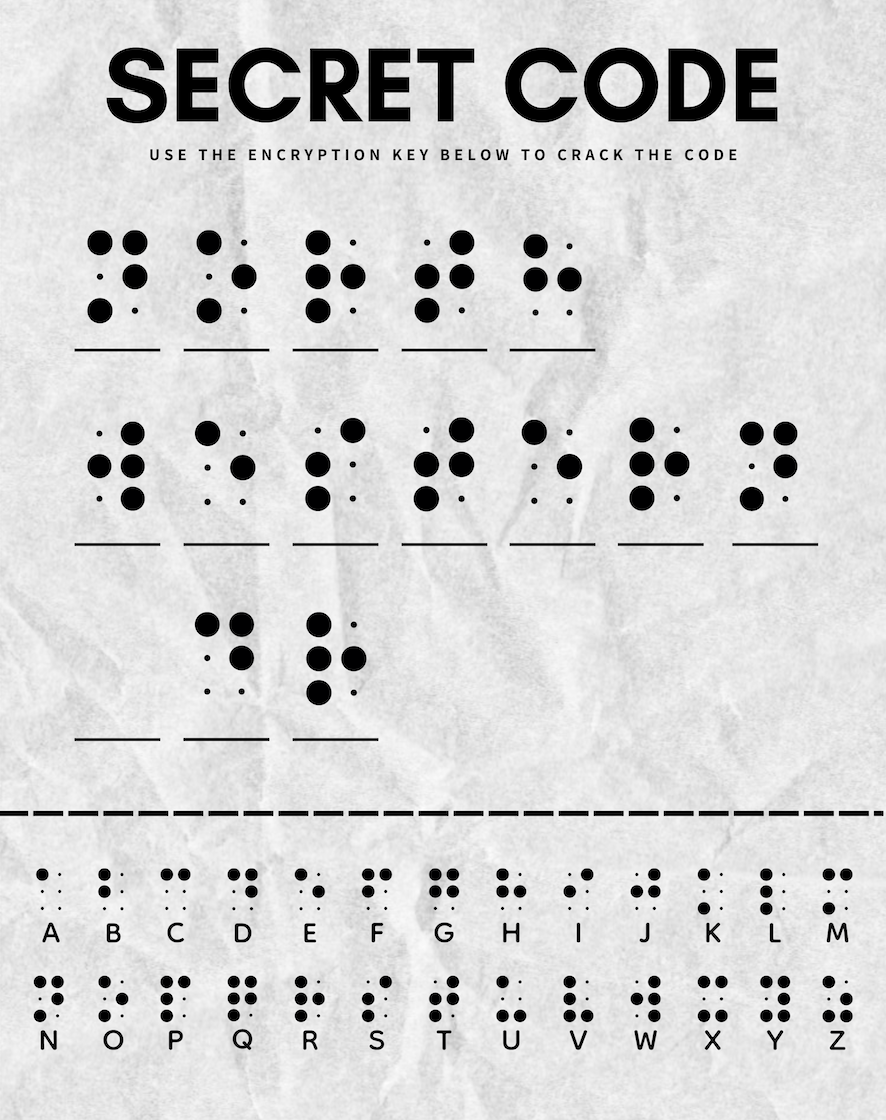 SECRET CODE
USE THE ENCRYPTION KEY BELOW TO CRACK THE CODE
⠝ ⠕ ⠗ ⠞ ⠓
⠺ ⠑ ⠎ ⠞ ⠑ ⠗ ⠝
⠙ ⠗
⠁ ⠃ ⠉ ⠙ ⠑ ⠋ ⠛ ⠓ ⠊ ⠚ ⠅ ⠇ ⠍
A B C D E F G H I J K L M
⠝ ⠕ ⠏ ⠟ ⠗ ⠎ ⠞ ⠥ ⠧ ⠺ ⠭ ⠽ ⠵
N O P Q R S T U V W X Y Z